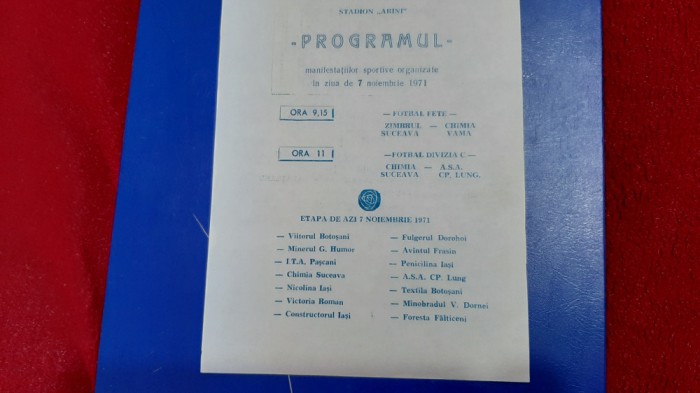 STADION „ARINI”
- PROGRAMUL -
manifestațiilor sportive organizate
în ziua de 7 noiembrie 1971
ORA 9,15
— FOTBAL FETE —
ZIMBRUL — CHIMIA
SUCEAVA VAMA
ORA 11
— FOTBAL DIVIZIA C —
CHIMIA — A.S.A.
SUCEAVA CP. LUNG.
ETAPA DE AZI 7 NOIEMBRIE 1971
— Viitorul Botoșani — Fulgerul Dorohoi
— Minerul G. Humor — Avîntul Frasin
— I.T.A. Pașcani — Penicilina Iași
— Chimia Suceava — A.S.A. CP. Lung
— Nicolina Iași — Textila Botoșani
— Victoria Roman — Minobradul V. Dornei
— Constructorul Iași — Foresta Fălticeni